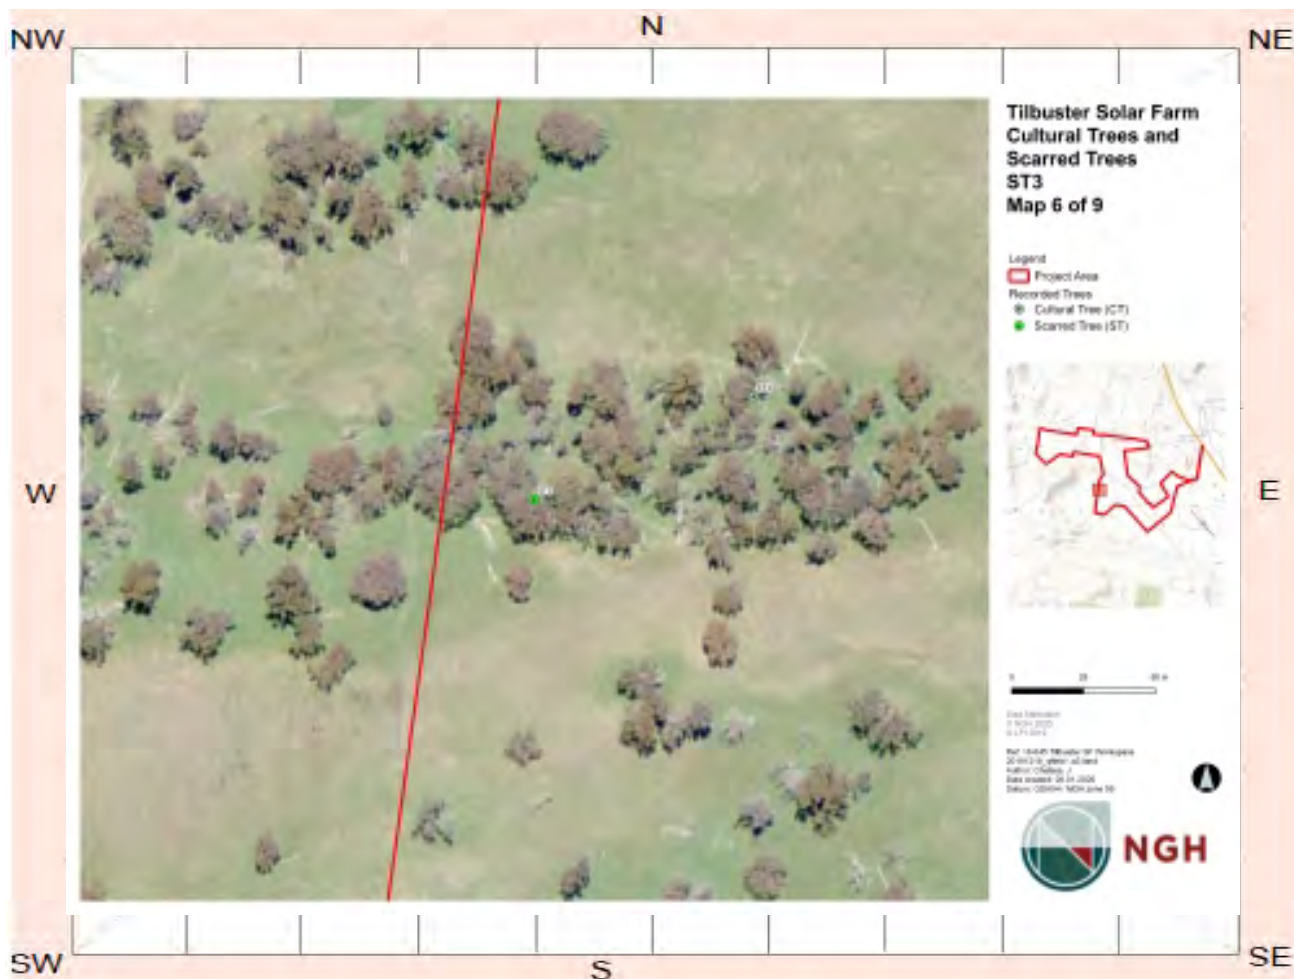 NW
N
NE
Tilbuster Solar Farm
Cultural Trees and
Scarred Trees
ST3
Map 6 of 9
Legend
Project Area
Recorded Trees
Cultural Tree (CT)
Scarred Tree (ST)
W
E
0
NGH
SW
S
SE